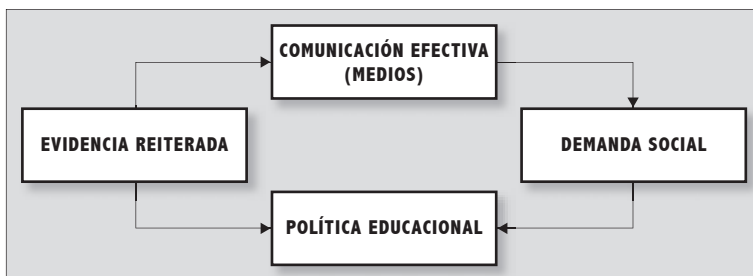 COMUNICACIÓN EFECTIVA
(MEDIOS)
EVIDENCIA REITERADA
DEMANDA SOCIAL
POLÍTICA EDUCACIONAL